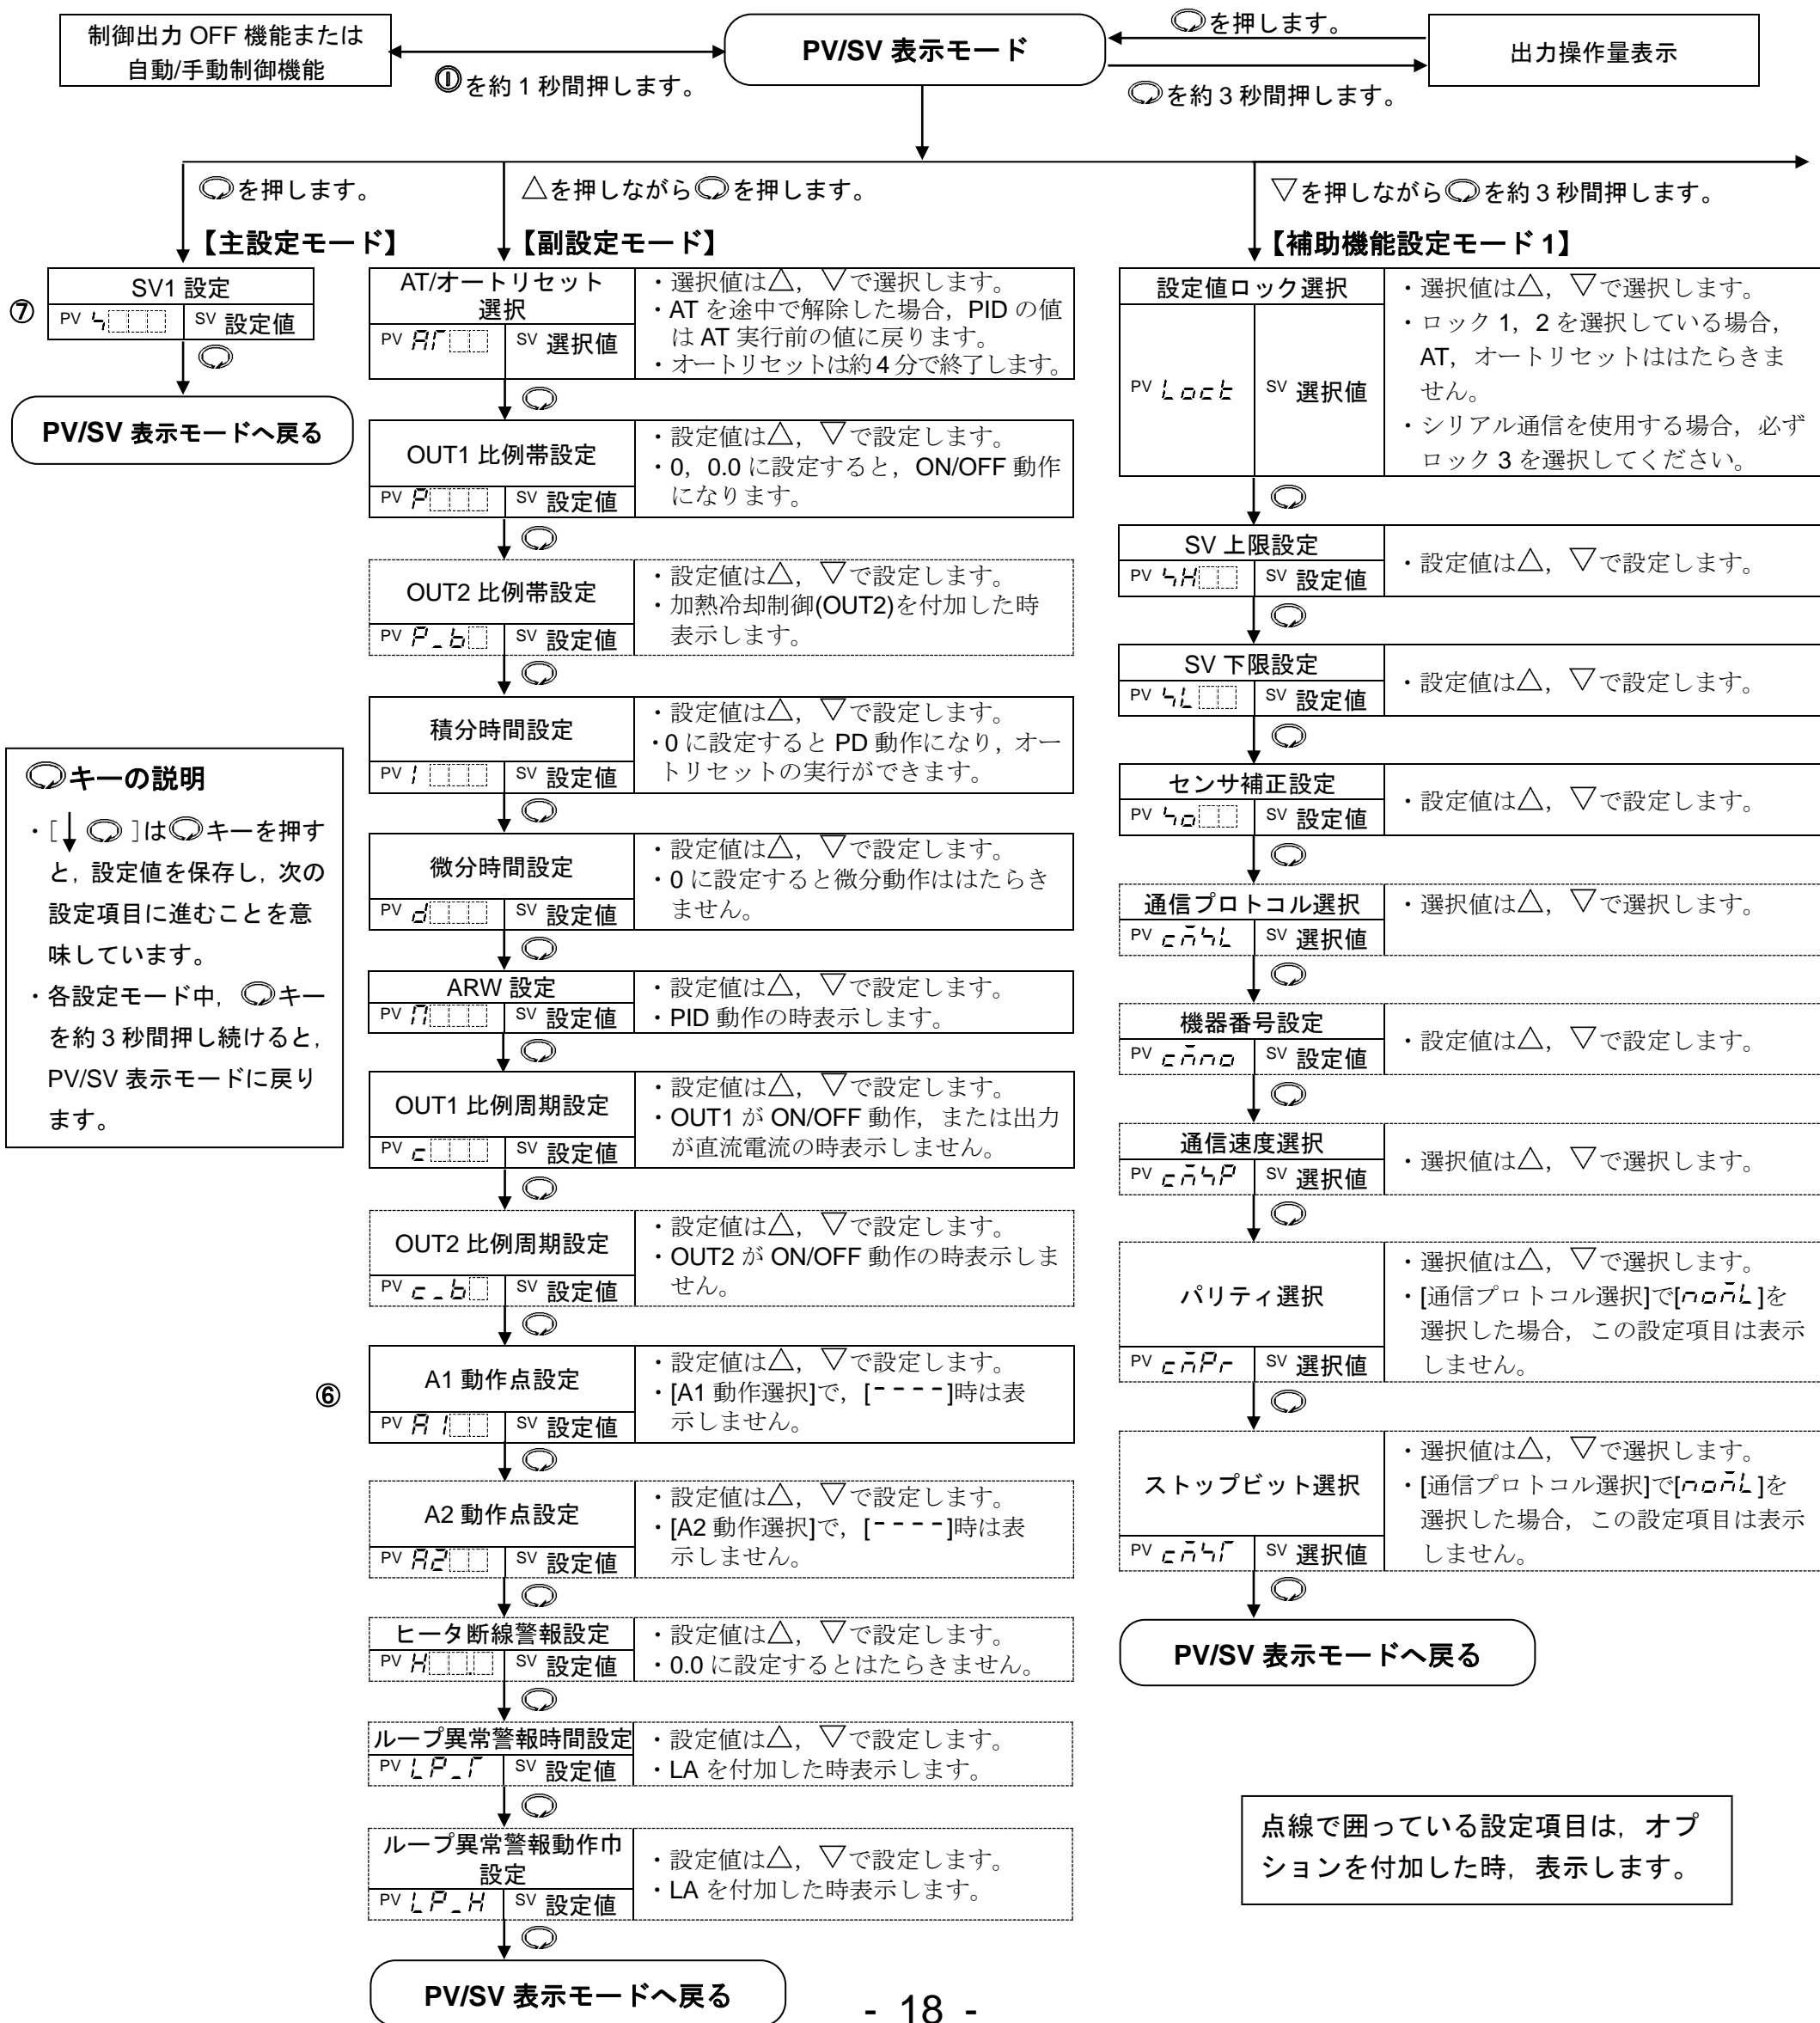 制御出力 OFF 機能または
自動/手動制御機能
を約 1 秒間押します。
PV/SV 表示モード
を押します。
を約 3 秒間押します。
出力操作量表示
を押します。
【主設定モード】
⑦
SV1 設定
PV
SV 設定値
PV/SV 表示モードへ戻る
キーの説明
・[↓ ]はキーを押す
と, 設定値を保存し, 次の
設定項目に進むことを意
味しています。
・各設定モード中, キー
を約 3 秒間押し続けると,
PV/SV 表示モードに戻り
ます。
△を押しながらを押します。
【副設定モード】
AT/オートリセット
選択
PV AT
SV 選択値
・選択値は△, ▽で選択します。
・AT を途中で解除した場合, PID の値
は AT 実行前の値に戻ります。
・オートリセットは約 4 分で終了します。
OUT1 比例帯設定
PV P
SV 設定値
・設定値は△, ▽で設定します。
・0, 0.0 に設定すると, ON/OFF 動作
になります。
OUT2 比例帯設定
PV P_b
SV 設定値
・設定値は△, ▽で設定します。
・加熱冷却制御(OUT2)を付加した時
表示します。
積分時間設定
PV I
SV 設定値
・設定値は△, ▽で設定します。
・0 に設定すると PD 動作になり, オー
トリセットの実行ができます。
微分時間設定
PV d
SV 設定値
・設定値は△, ▽で設定します。
・0 に設定すると微分動作ははたらき
ません。
ARW 設定
PV
SV 設定値
・設定値は△, ▽で設定します。
・PID 動作の時表示します。
OUT1 比例周期設定
PV c
SV 設定値
・設定値は△, ▽で設定します。
・OUT1 が ON/OFF 動作, または出力
が直流電流の時表示しません。
OUT2 比例周期設定
PV c_b
SV 設定値
・設定値は△, ▽で設定します。
・OUT2 が ON/OFF 動作の時表示しま
せん。
⑥
A1 動作点設定
PV A1
SV 設定値
・設定値は△, ▽で設定します。
・[A1 動作選択]で, [----]時は表
示しません。
A2 動作点設定
PV A2
SV 設定値
・設定値は△, ▽で設定します。
・[A2 動作選択]で, [----]時は表
示しません。
ヒータ断線警報設定
PV H
SV 設定値
・設定値は△, ▽で設定します。
・0.0 に設定するとはたらきません。
ループ異常警報時間設定
PV LP_T
SV 設定値
・設定値は△, ▽で設定します。
・LA を付加した時表示します。
ループ異常警報動作巾
設定
PV LP_H
SV 設定値
・設定値は△, ▽で設定します。
・LA を付加した時表示します。
PV/SV 表示モードへ戻る
▽を押しながらを約 3 秒間押します。
【補助機能設定モード 1】
設定値ロック選択
PV Lock
SV 選択値
・選択値は△, ▽で選択します。
・ロック 1, 2 を選択している場合,
AT, オートリセットははたらきま
せん。
・シリアル通信を使用する場合, 必ず
ロック 3 を選択してください。
SV 上限設定
PV sH
SV 設定値
・設定値は△, ▽で設定します。
SV 下限設定
PV sL
SV 設定値
・設定値は△, ▽で設定します。
センサ補正設定
PV so
SV 設定値
・設定値は△, ▽で設定します。
通信プロトコル選択
PV cmsL
SV 選択値
・選択値は△, ▽で選択します。
機器番号設定
PV cmno
SV 設定値
・設定値は△, ▽で設定します。
通信速度選択
PV cmsP
SV 選択値
・選択値は△, ▽で選択します。
パリティ選択
PV cmPr
SV 選択値
・選択値は△, ▽で選択します。
・[通信プロトコル選択]で[nomL]を
選択した場合, この設定項目は表示
しません。
ストップビット選択
PV cmsT
SV 選択値
・選択値は△, ▽で選択します。
・[通信プロトコル選択]で[nomL]を
選択した場合, この設定項目は表示
しません。
PV/SV 表示モードへ戻る
点線で囲っている設定項目は, オプ
ションを付加した時, 表示します。
- 18 -